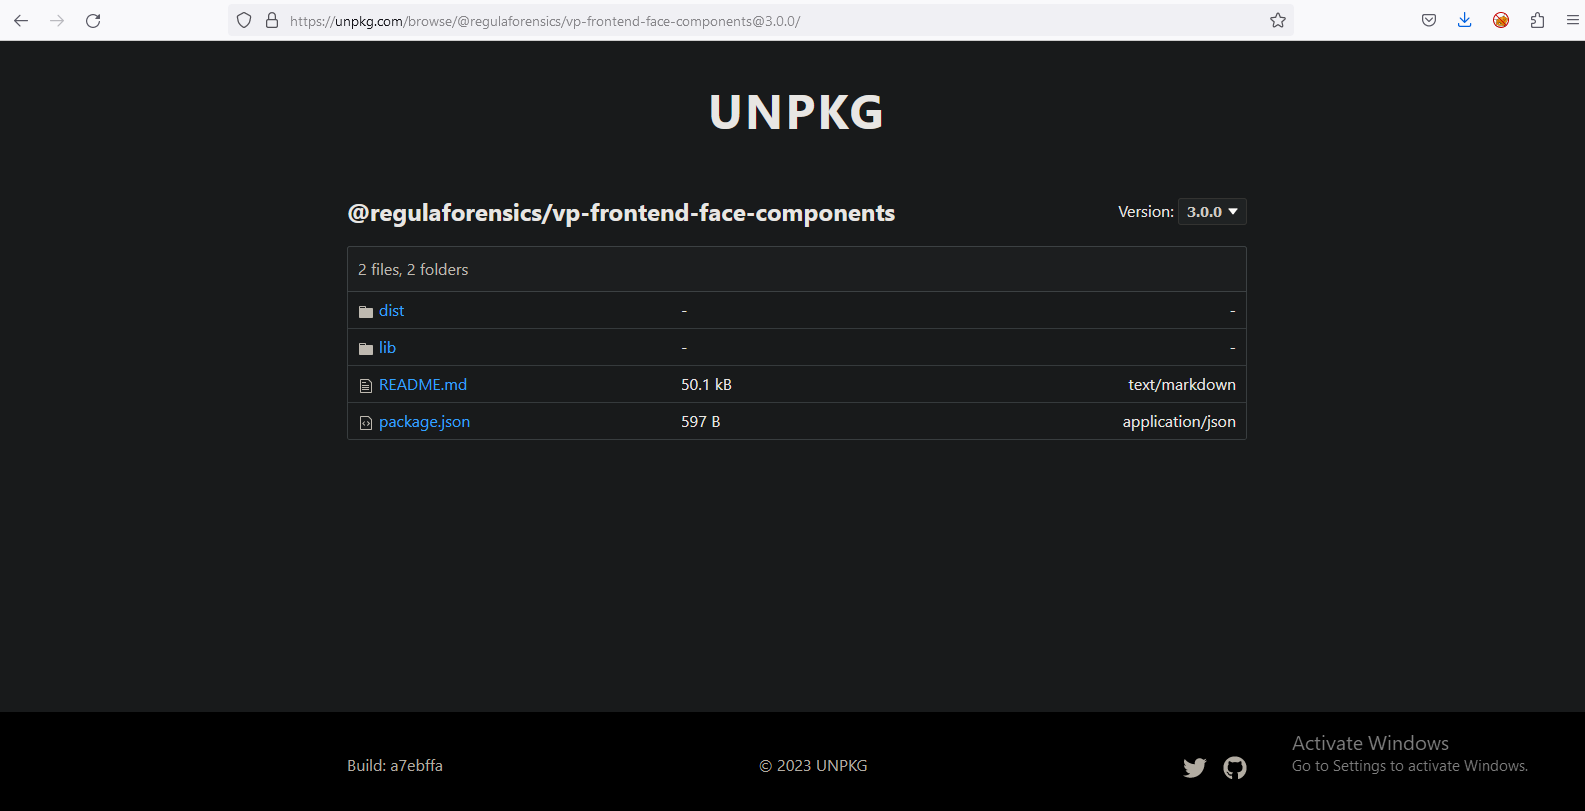 https://unpkg.com/browse/@regulaforensics/vp-frontend-face-components@3.0.0/
UNPKG
@regulaforensics/vp-frontend-face-components
Version: 3.0.0
2 files, 2 folders
dist - -
lib - -
README.md 50.1 kB text/markdown
package.json 597 B application/json
Build: a7ebffa
© 2023 UNPKG
Activate Windows
Go to Settings to activate Windows.